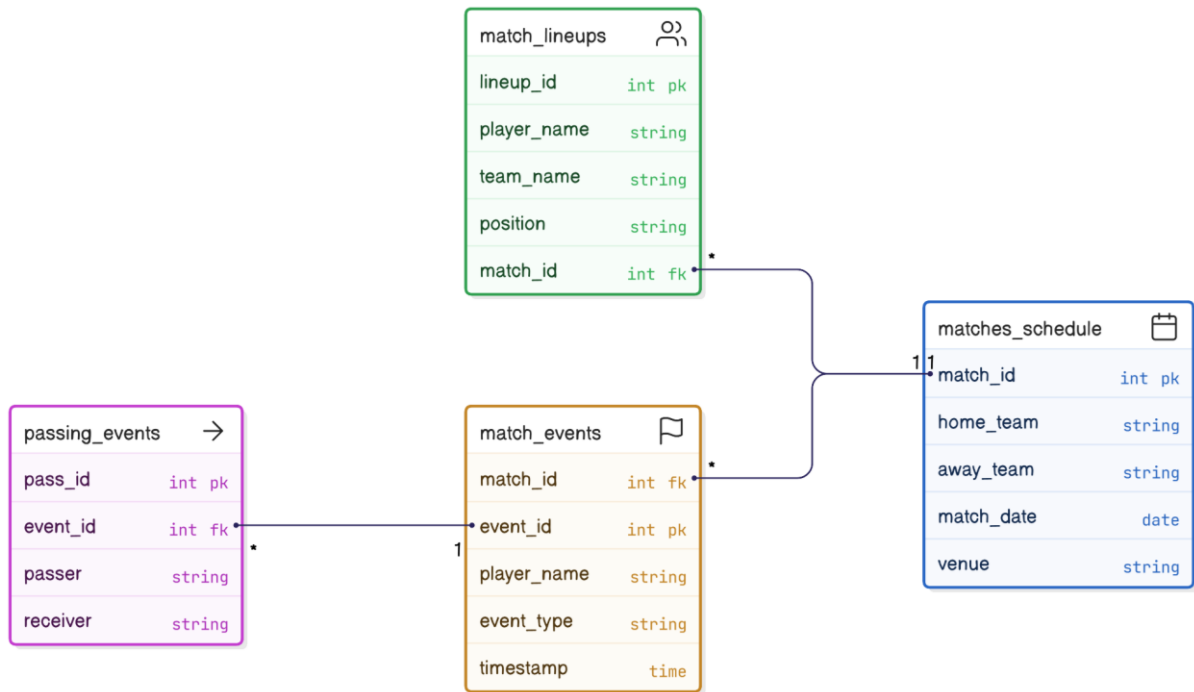 match_lineups
lineup_id int pk
player_name string
team_name string
position string
match_id int fk
*
matches_schedule
1 1
match_id int pk
home_team string
away_team string
match_date date
venue string
passing_events
pass_id int pk
event_id int fk
*
passer string
receiver string
match_events
*
match_id int fk
event_id int pk
1
player_name string
event_type string
timestamp time